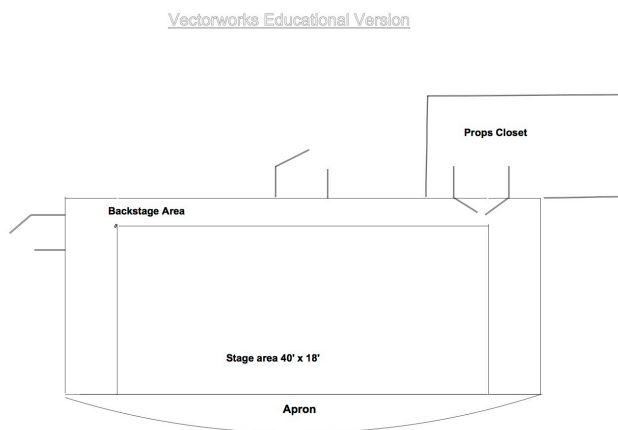 Vectorworks Educational Version
Props Closet
Backstage Area
Stage area 40' x 18'
Apron